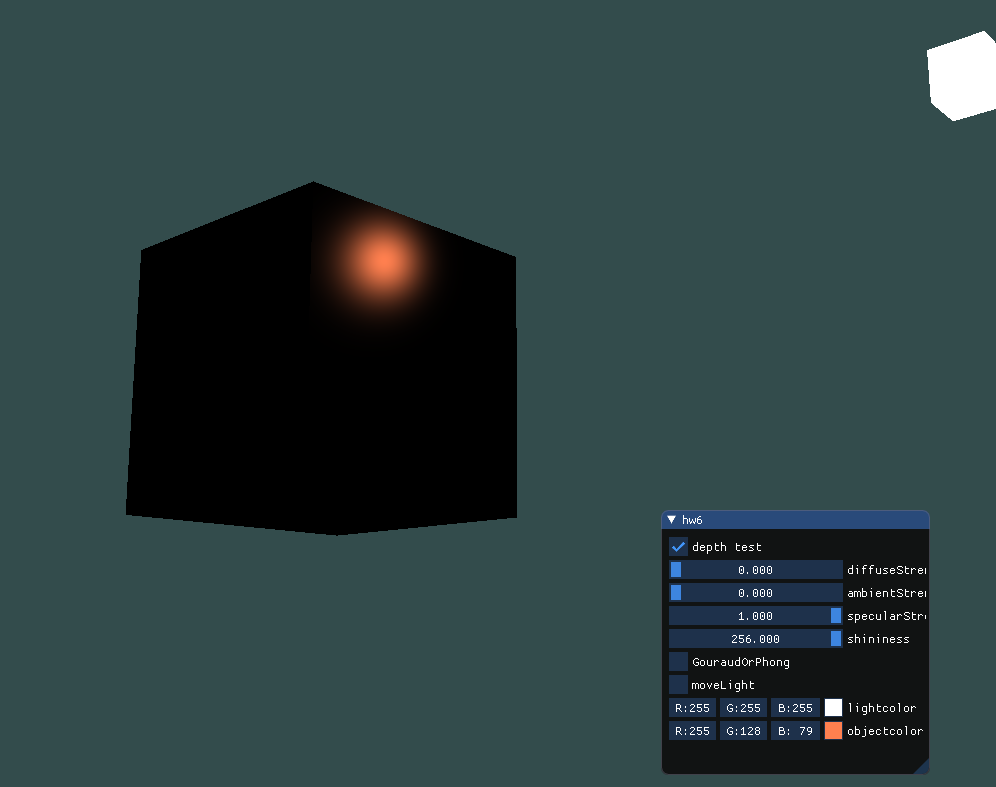 hw6
depth test
0.000 diffuseStre
0.000 ambientStre
1.000 specularStr
256.000 shininess
GouraudOrPhong
moveLight
R:255 G:255 B:255 lightcolor
R:255 G:128 B: 79 objectcolor